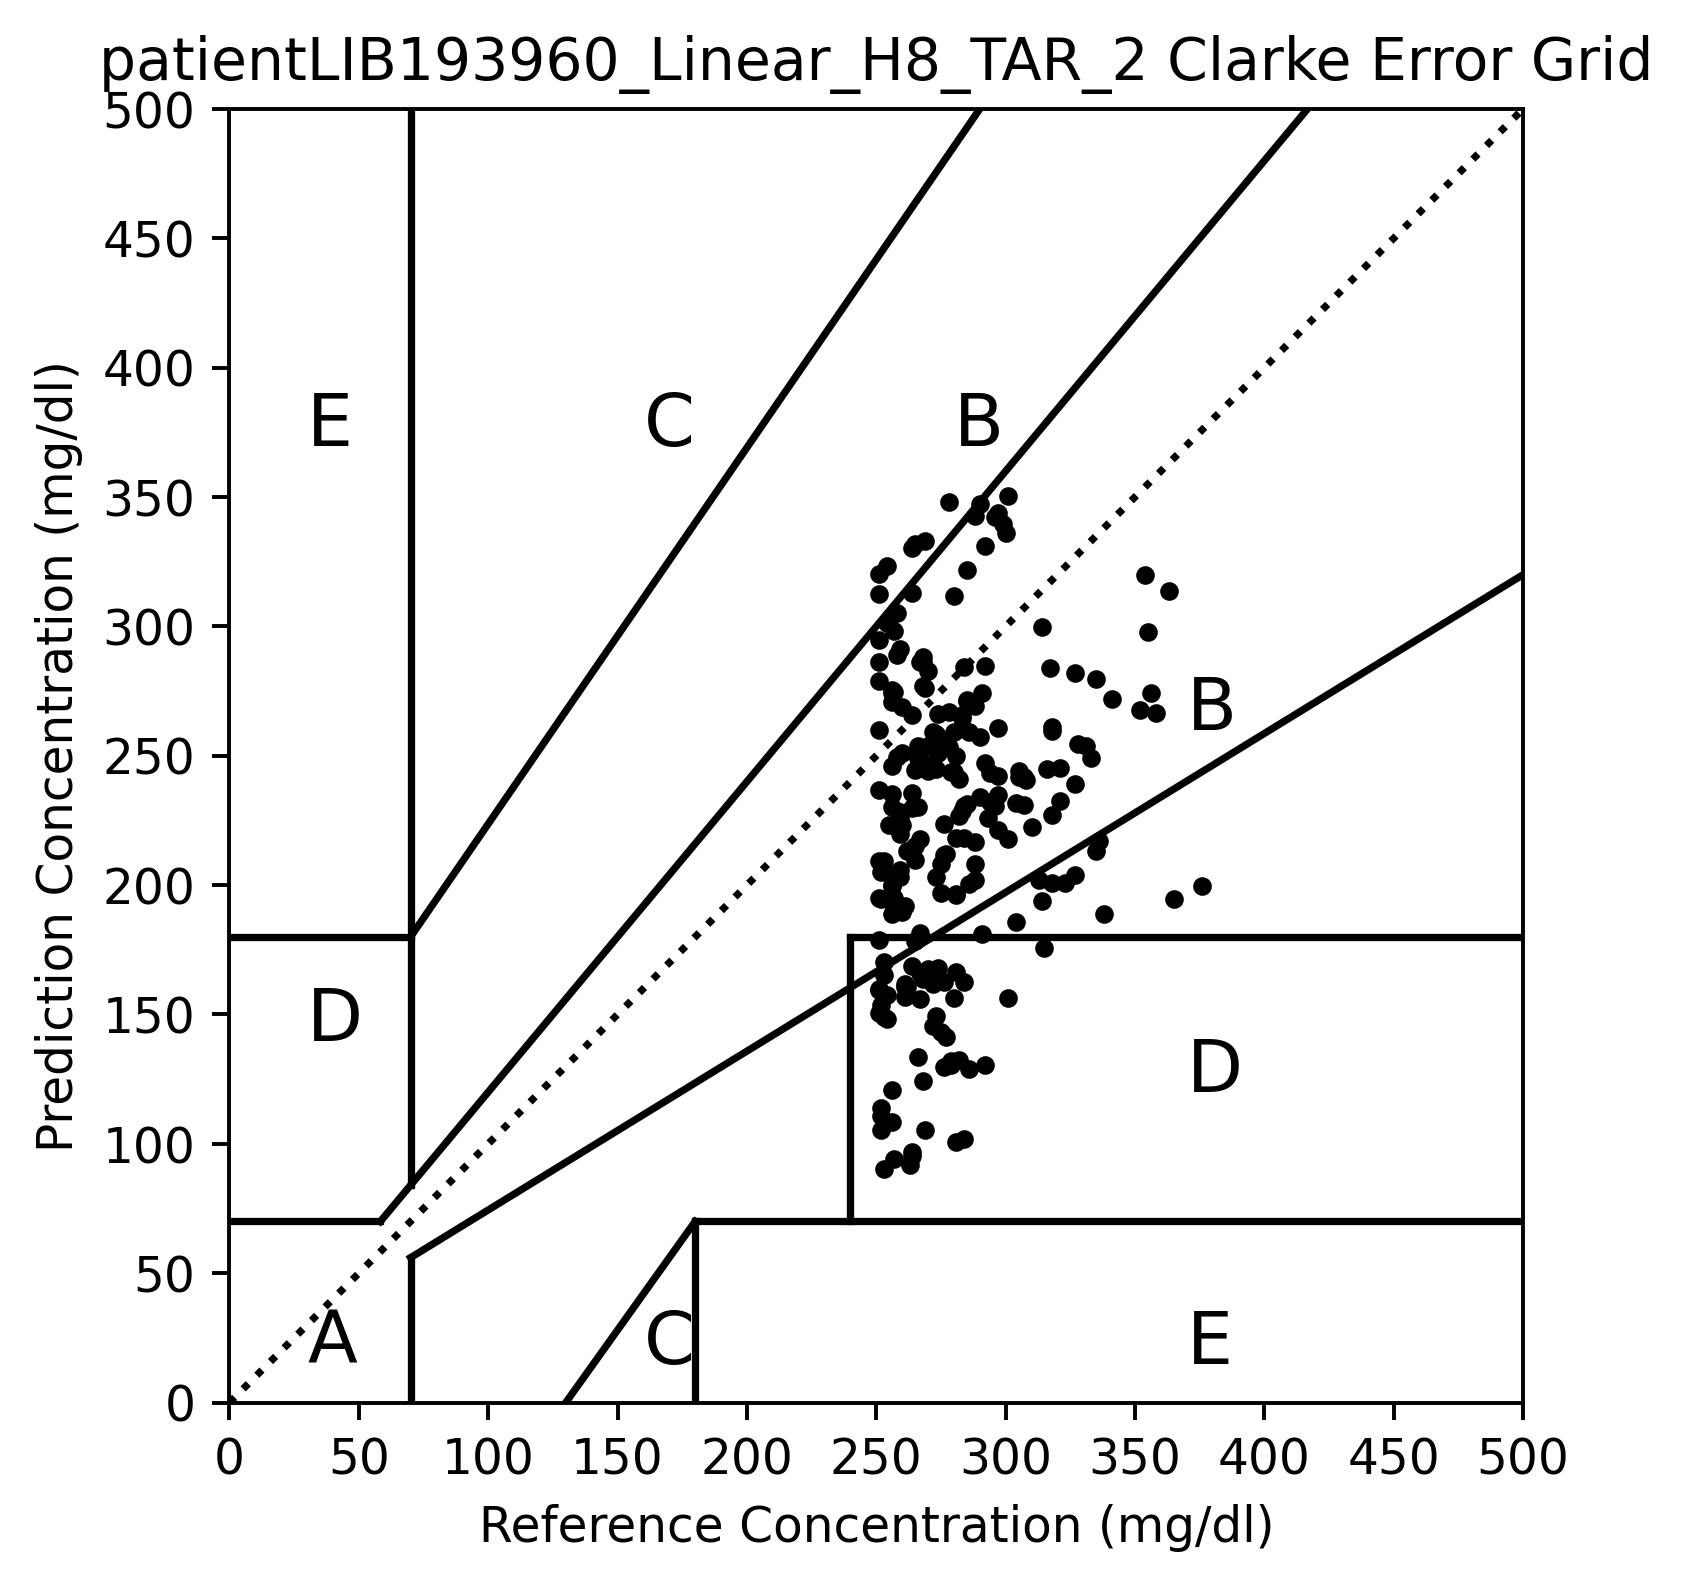 patientLIB193960_Linear_H8_TAR_2 Clarke Error Grid
500
450
400
350
300
250
200
150
100
50
0
Prediction Concentration (mg/dl)
E
C
B
B
D
D
A
C
E
0 50 100 150 200 250 300 350 400 450 500
Reference Concentration (mg/dl)